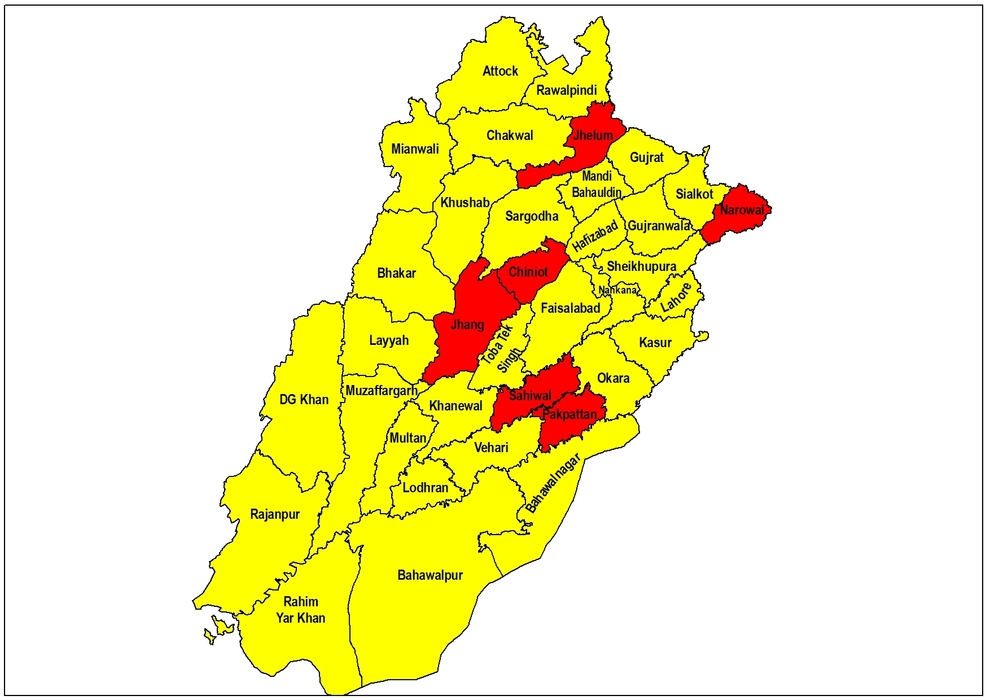 Attock
Rawalpindi
Chakwal
Jhelum
Mianwali
Gujrat
Mandi
Bahauldin
Sialkot
Khushab
Narowal
Sargodha
Hafizabad
Gujranwala
Bhakar
Chiniot
Sheikhupura
Nankana
Lahore
Faisalabad
Jhang
Layyah
Toba Tek
Singh
Kasur
Okara
Muzaffargarh
DG Khan
Khanewal
Sahiwal
Pakpattan
Multan
Vehari
Lodhran
Bahawalnagar
Rajanpur
Bahawalpur
Rahim
Yar Khan